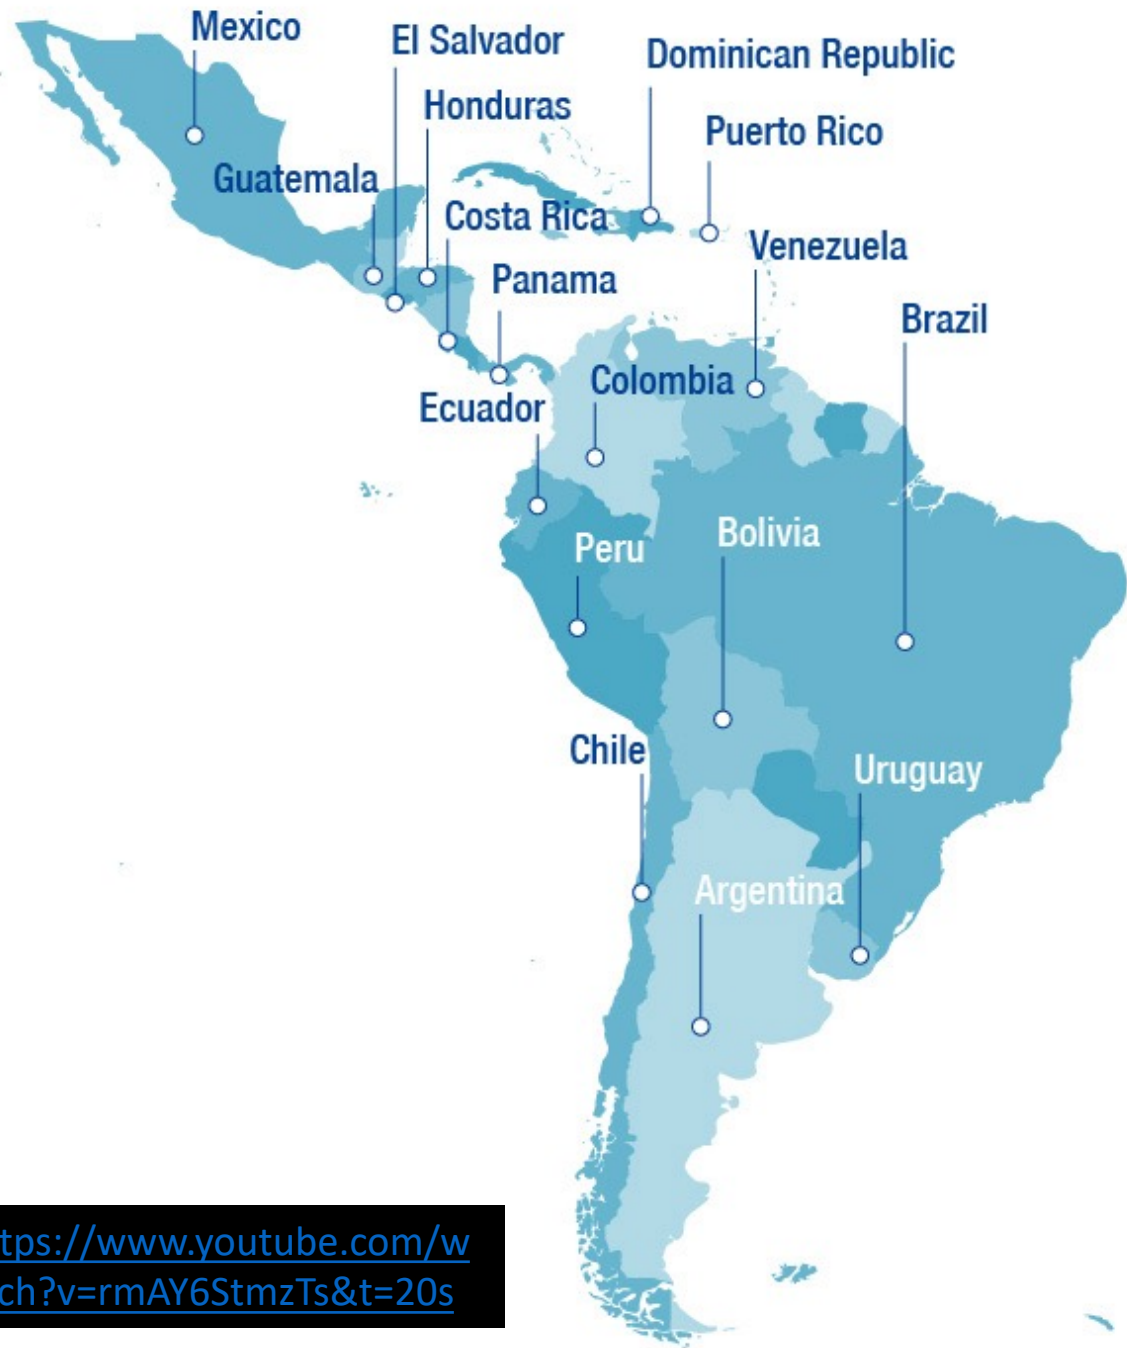 Mexico
El Salvador
Dominican Republic
Honduras
Puerto Rico
Guatemala
Costa Rica
Venezuela
Panama
Brazil
Colombia
Ecuador
Bolivia
Peru
Chile
Uruguay
Argentina
tps://www.youtube.com/w
ch?v=rmAY6StmzTs&t=20s